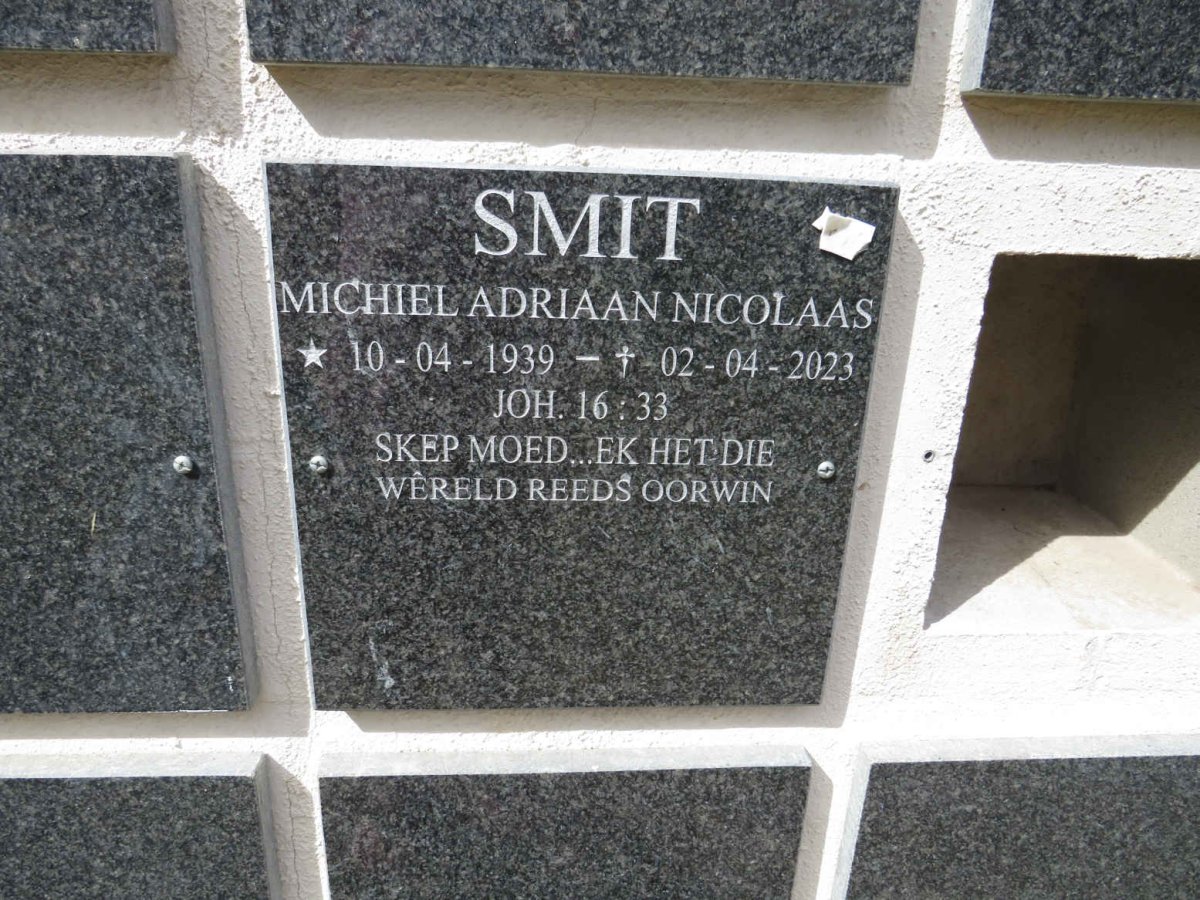 SMIT
MICHIEL ADRIAAN NICOLAAS
★ 10 - 04 - 1939 – † 02 - 04 - 2023
JOH. 16 : 33
SKEP MOED...EK HET DIE
WÊRELD REEDS OORWIN